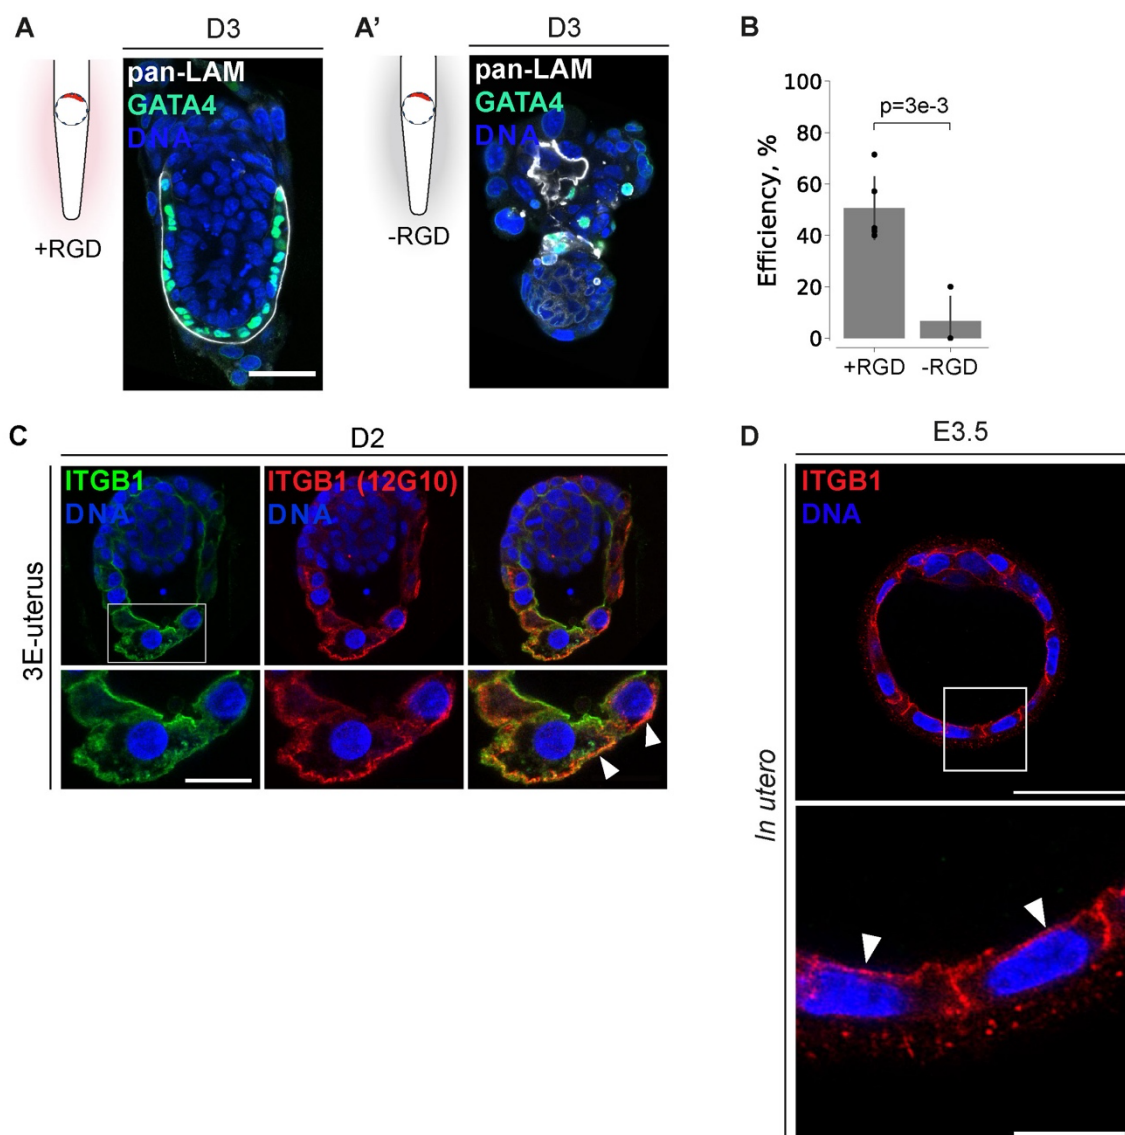 A
D3
pan-LAM
GATA4
DNA
+RGD
A'
D3
pan-LAM
GATA4
DNA
-RGD
B
Efficiency, %
100
80
60
40
20
0
p=3e-3
+RGD
-RGD
C
D2
3E-uterus
ITGB1
DNA
ITGB1 (12G10)
DNA
D
E3.5
In utero
ITGB1
DNA